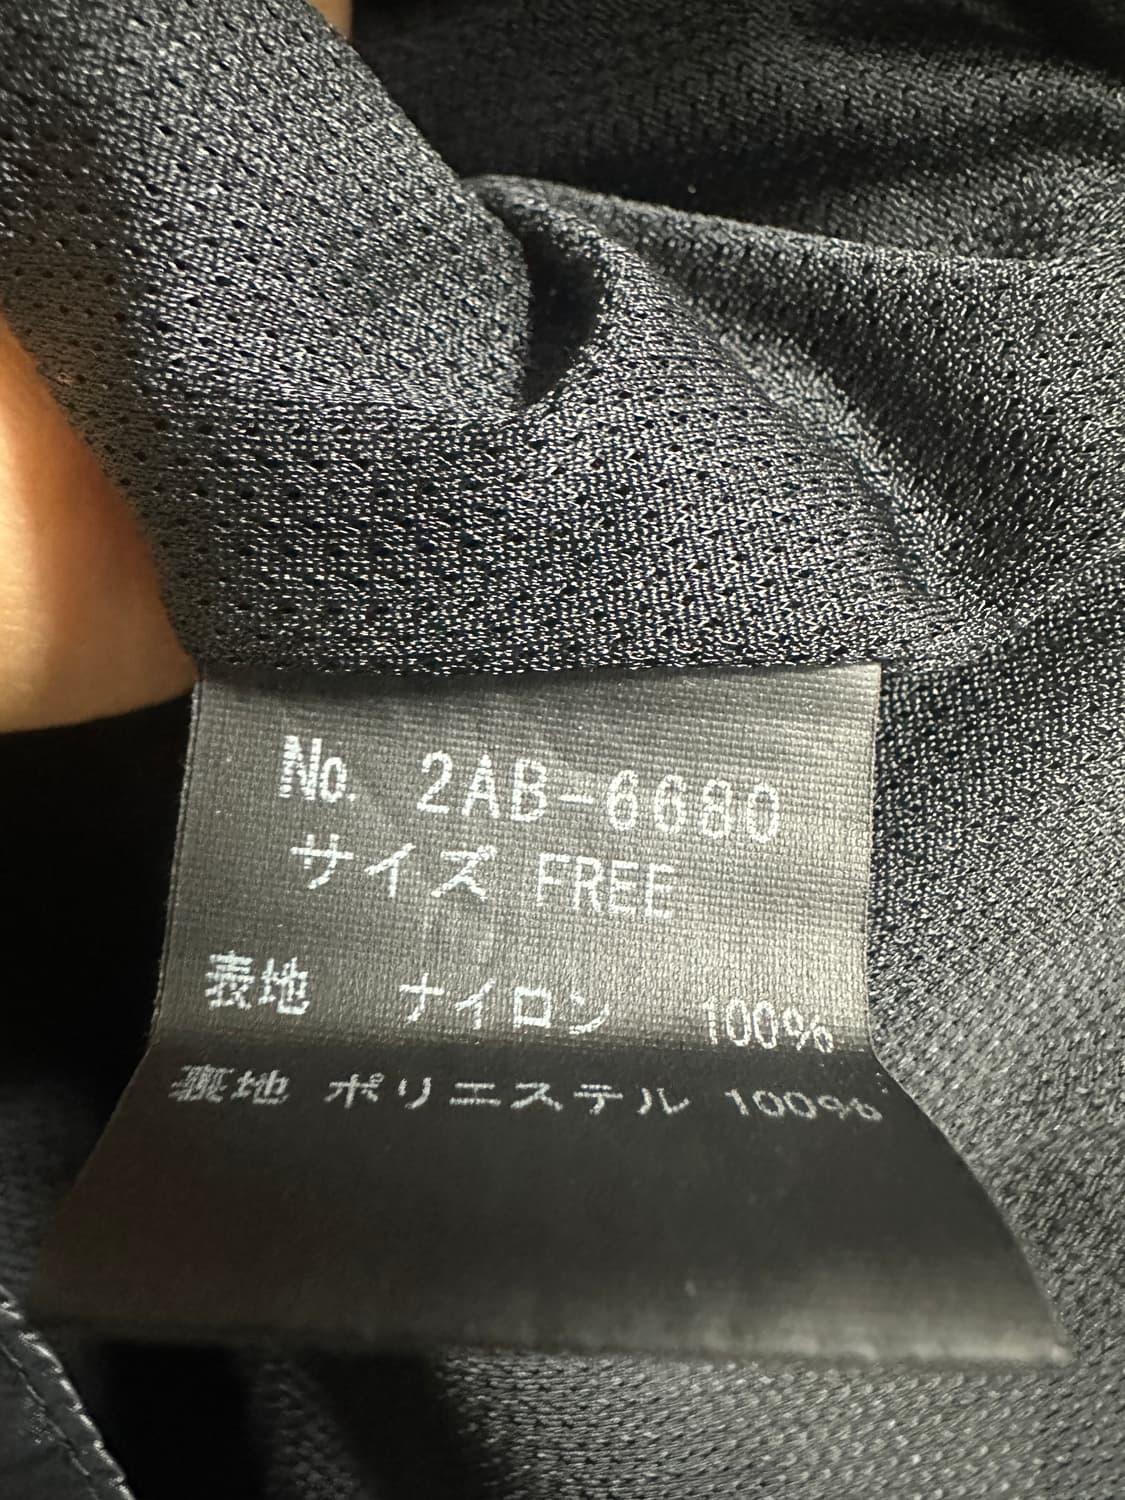 No. 2AB-6680
サイズ FREE
表地 ナイロン 100%
裏地 ポリエステル 100%